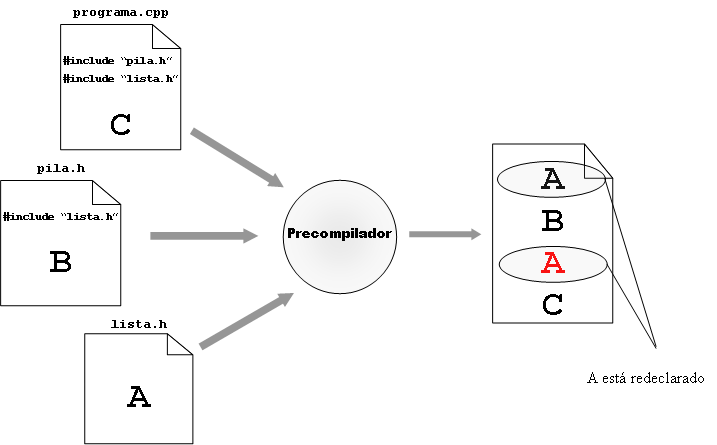 programa.cpp
#include “pila.h”
#include “lista.h”
C
pila.h
#include “lista.h”
B
lista.h
A
Precompilador
A
B
A
C
A está redeclarado